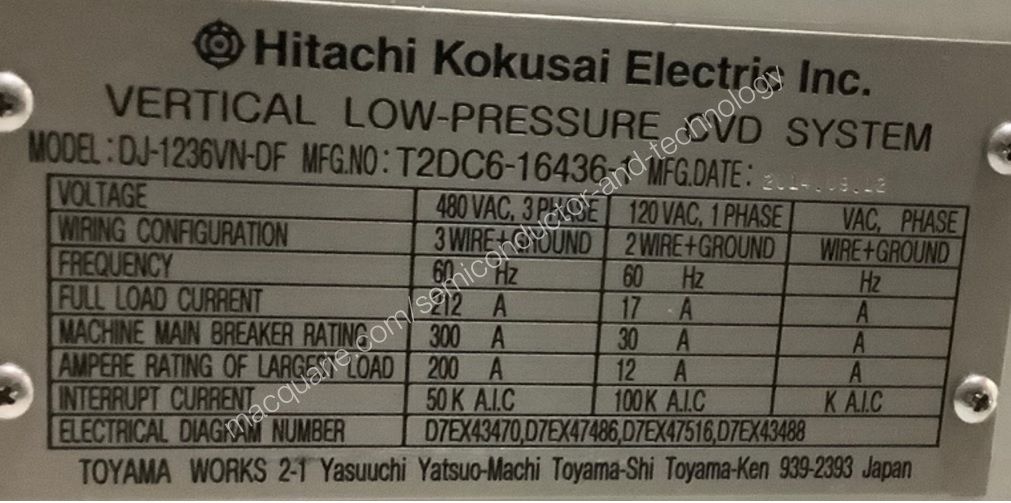 Hitachi Kokusai Electric Inc.
VERTICAL LOW-PRESSURE CVD SYSTEM
MODEL : DJ-1236VN-DF MFG.NO : T2DC6-16436-1 MFG.DATE :
VOLTAGE 480 VAC, 3 PHASE 120 VAC, 1 PHASE VAC, PHASE
WIRING CONFIGURATION 3 WIRE+GROUND 2 WIRE+GROUND WIRE+GROUND
FREQUENCY 60 Hz 60 Hz Hz
FULL LOAD CURRENT 212 A 17 A A
MACHINE MAIN BREAKER RATING 300 A 30 A A
AMPERE RATING OF LARGEST LOAD 200 A 12 A A
INTERRUPT CURRENT 50 K A.I.C 100 K A.I.C K A.I.C
ELECTRICAL DIAGRAM NUMBER D7EX43470,D7EX47486,D7EX47516,D7EX43488
TOYAMA WORKS 2-1 Yasuuchi Yatsuo-Machi Toyama-Shi Toyama-Ken 939-2393 Japan
macquarie.com/semiconductor-and-technology